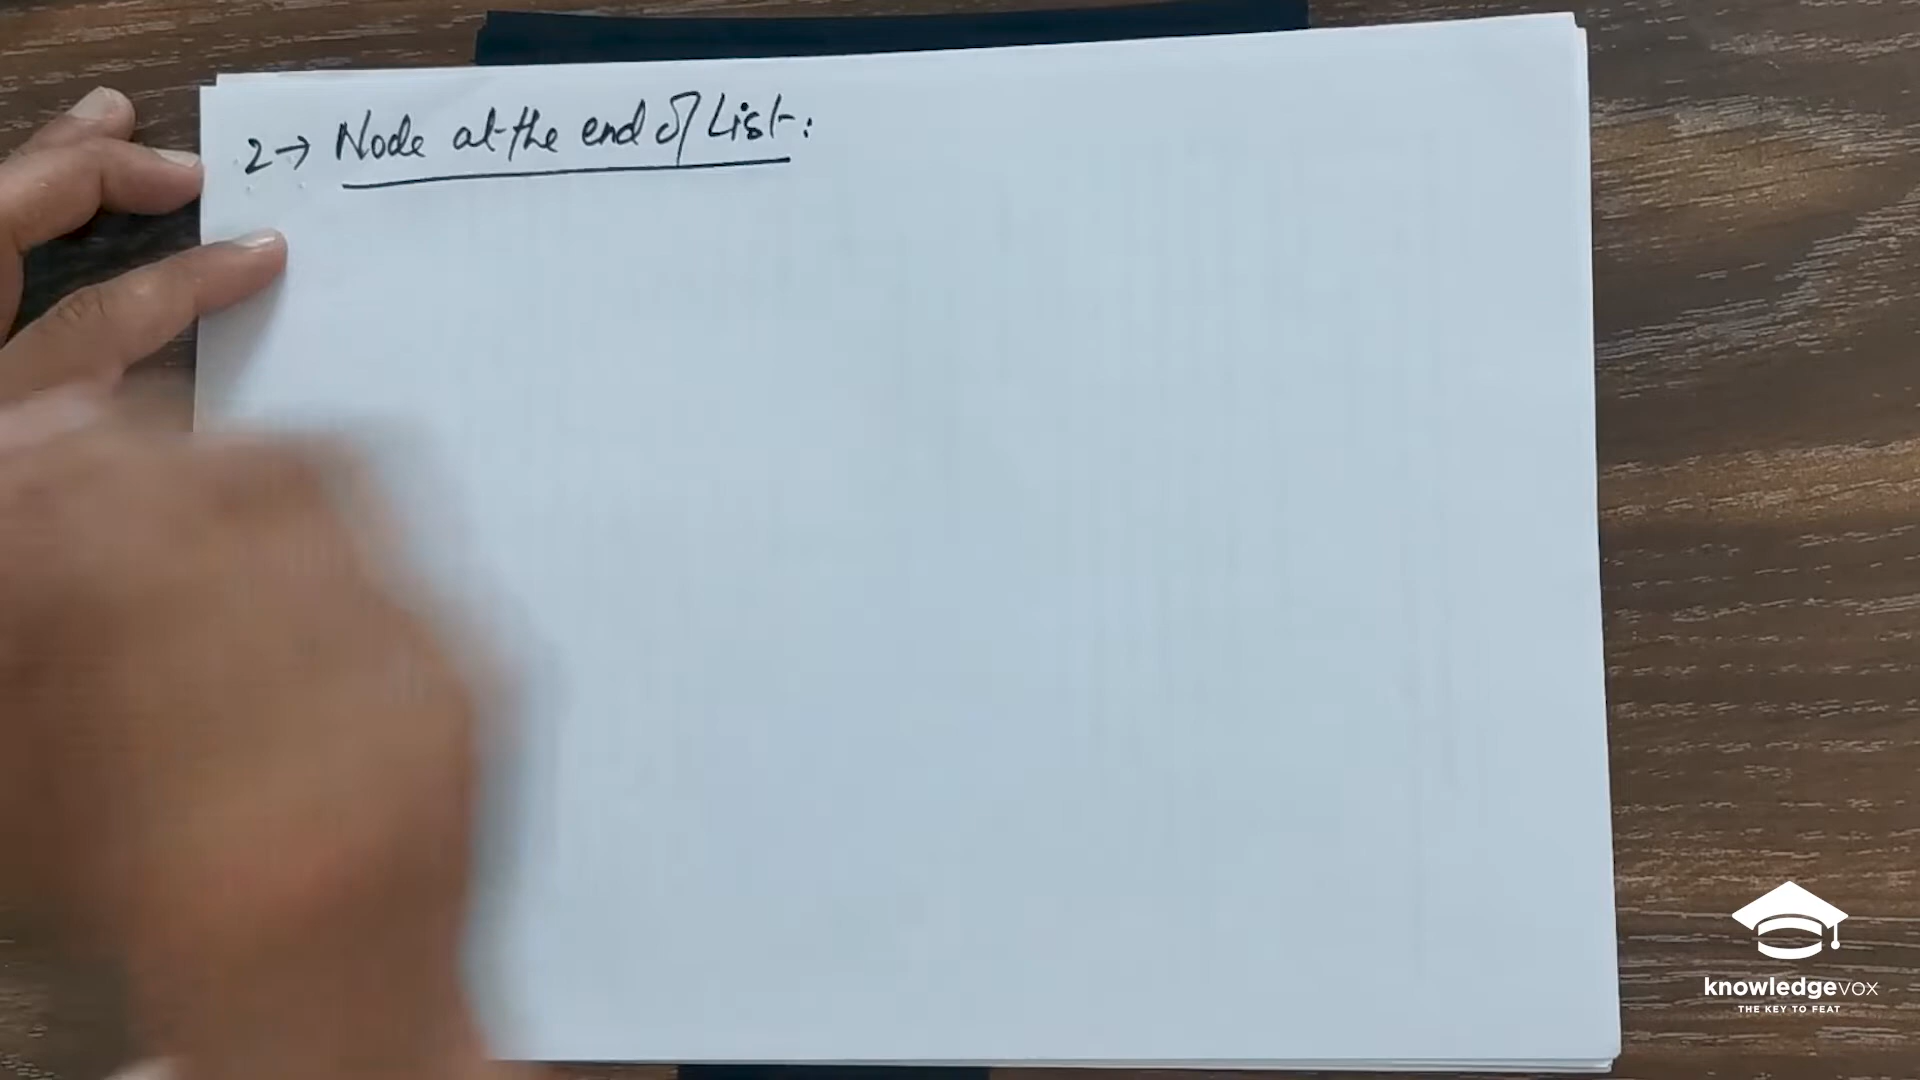 2→ Node at the end of List:
knowledgevox
THE KEY TO FEAT